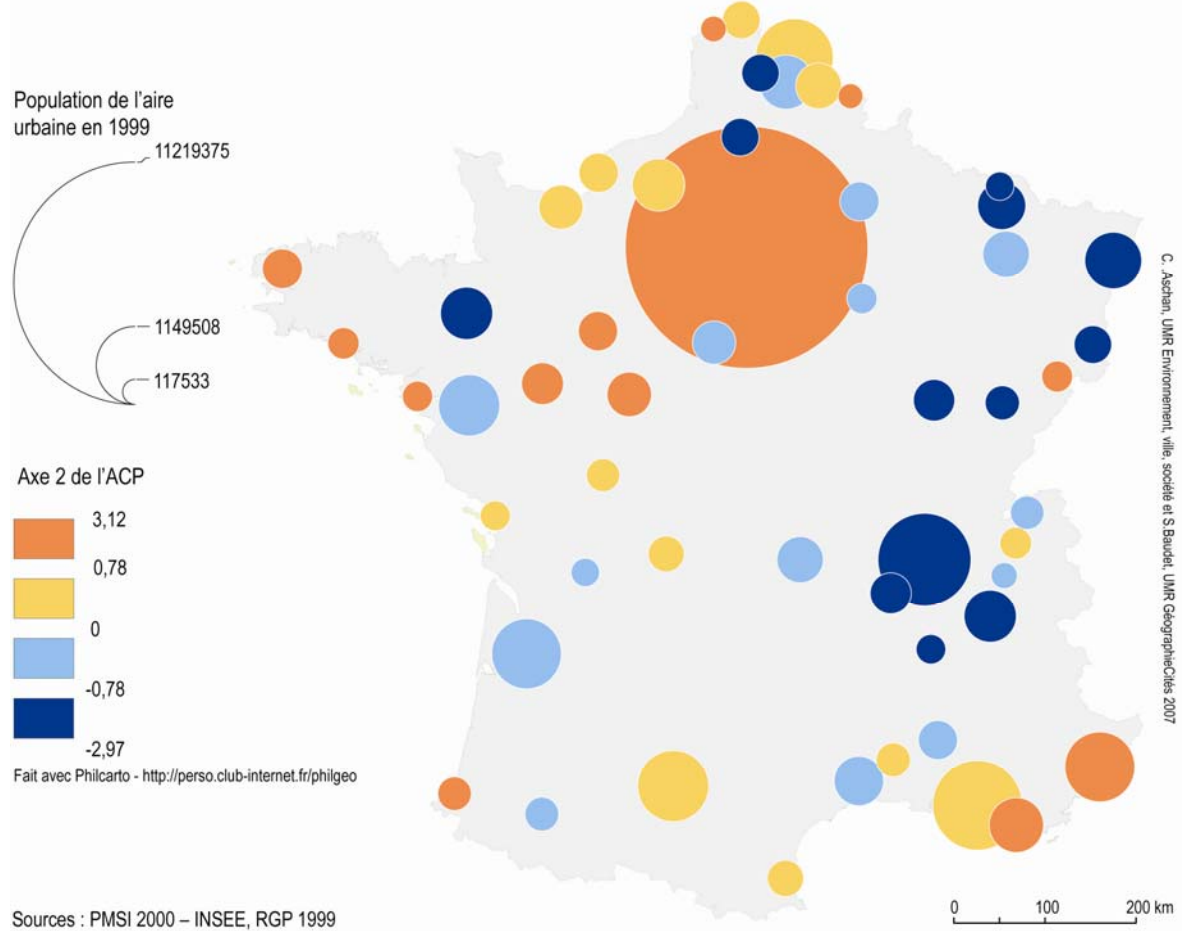 Population de l'aire
urbaine en 1999
11219375
1149508
117533
Axe 2 de l'ACP
3,12
0,78
0
-0,78
-2,97
Fait avec Philcarto - http://perso.club-internet.fr/philgeo
Sources : PMSI 2000 – INSEE, RGP 1999
0 100 200 km
C. .Aschan, UMR Environnement, ville, société et S.Baudet, UMR GéographieCités 2007